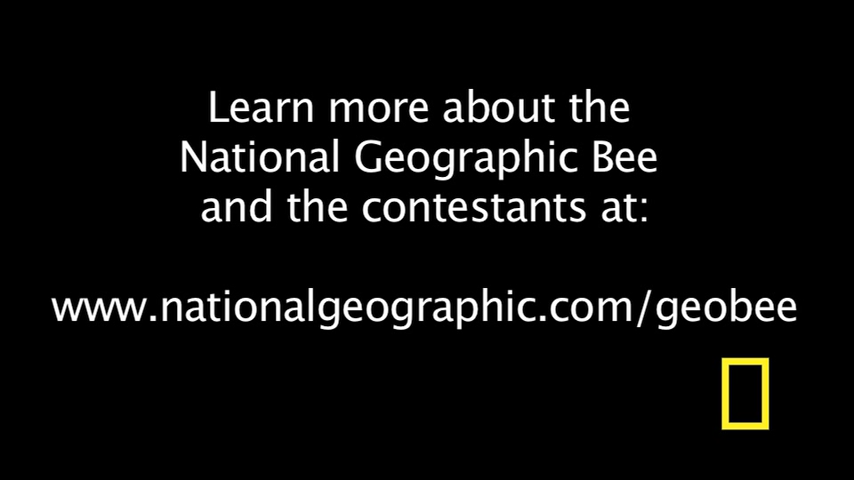 Learn more about the
National Geographic Bee
and the contestants at:
www.nationalgeographic.com/geobee